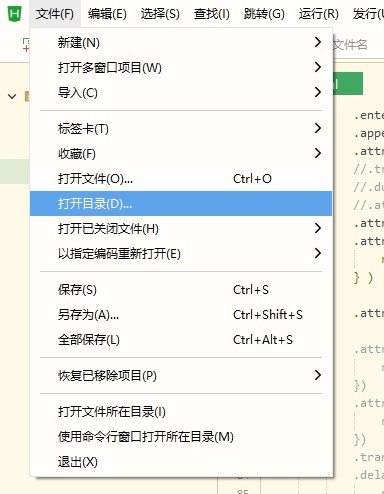 H 文件(F) 编辑(E) 选择(S) 查找(I) 跳转(G) 运行(R) 发行(U
新建(N)
文件名
打开多窗口项目(W)
导入(C)
标签卡(T)
收藏(F)
打开文件(O)... Ctrl+O
打开目录(D)...
打开已关闭文件(H)
以指定编码重新打开(E)
保存(S) Ctrl+S
另存为(A)... Ctrl+Shift+S
全部保存(L) Ctrl+Alt+S
恢复已移除项目(P)
打开文件所在目录(I)
使用命令行窗口打开所在目录(M)
退出(X)
.ente
.appe
.attr
//.tr
//.du
//.at
.attr
.attr
} )
.attr
.attr
})
.attr
})
.tran
.dela
85